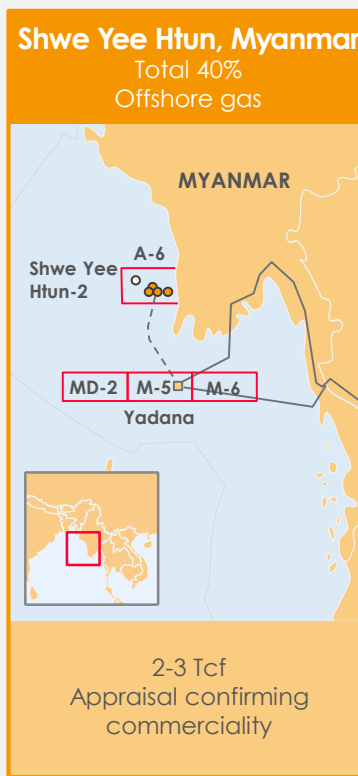 Shwe Yee Htun, Myanmar
Total 40%
Offshore gas
MYANMAR
A-6
Shwe Yee
Htun-2
MD-2
M-5
M-6
Yadana
2-3 Tcf
Appraisal confirming
commerciality